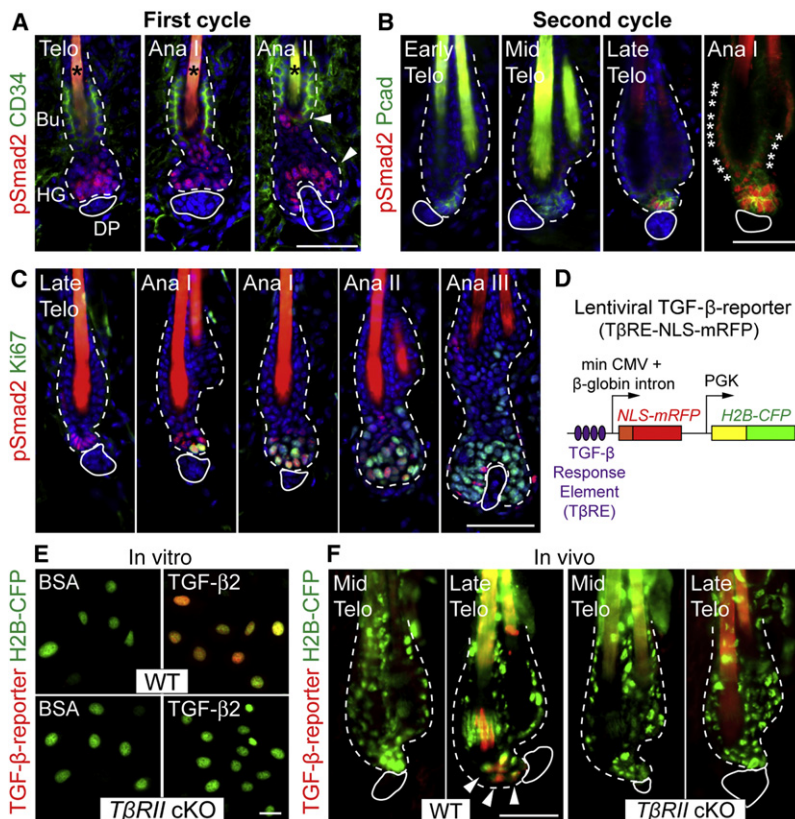 First cycle
Second cycle
A
Telo
Ana I
Ana II
pSmad2 CD34
Bu
HG
DP
* * *
B
Early Telo
Mid Telo
Late Telo
Ana I
pSmad2 Pcad
C
Late Telo
Ana I
Ana I
Ana II
Ana III
pSmad2 Ki67
D
Lentiviral TGF-β-reporter
(TβRE-NLS-mRFP)
min CMV +
β-globin intron
PGK
NLS-mRFP
H2B-CFP
TGF-β
Response
Element
(TβRE)
E
In vitro
BSA
TGF-β2
WT
BSA
TGF-β2
TβRII cKO
TGF-β-reporter H2B-CFP
F
In vivo
Mid Telo
Late Telo
Mid Telo
Late Telo
WT
TβRII cKO
TGF-β-reporter H2B-CFP